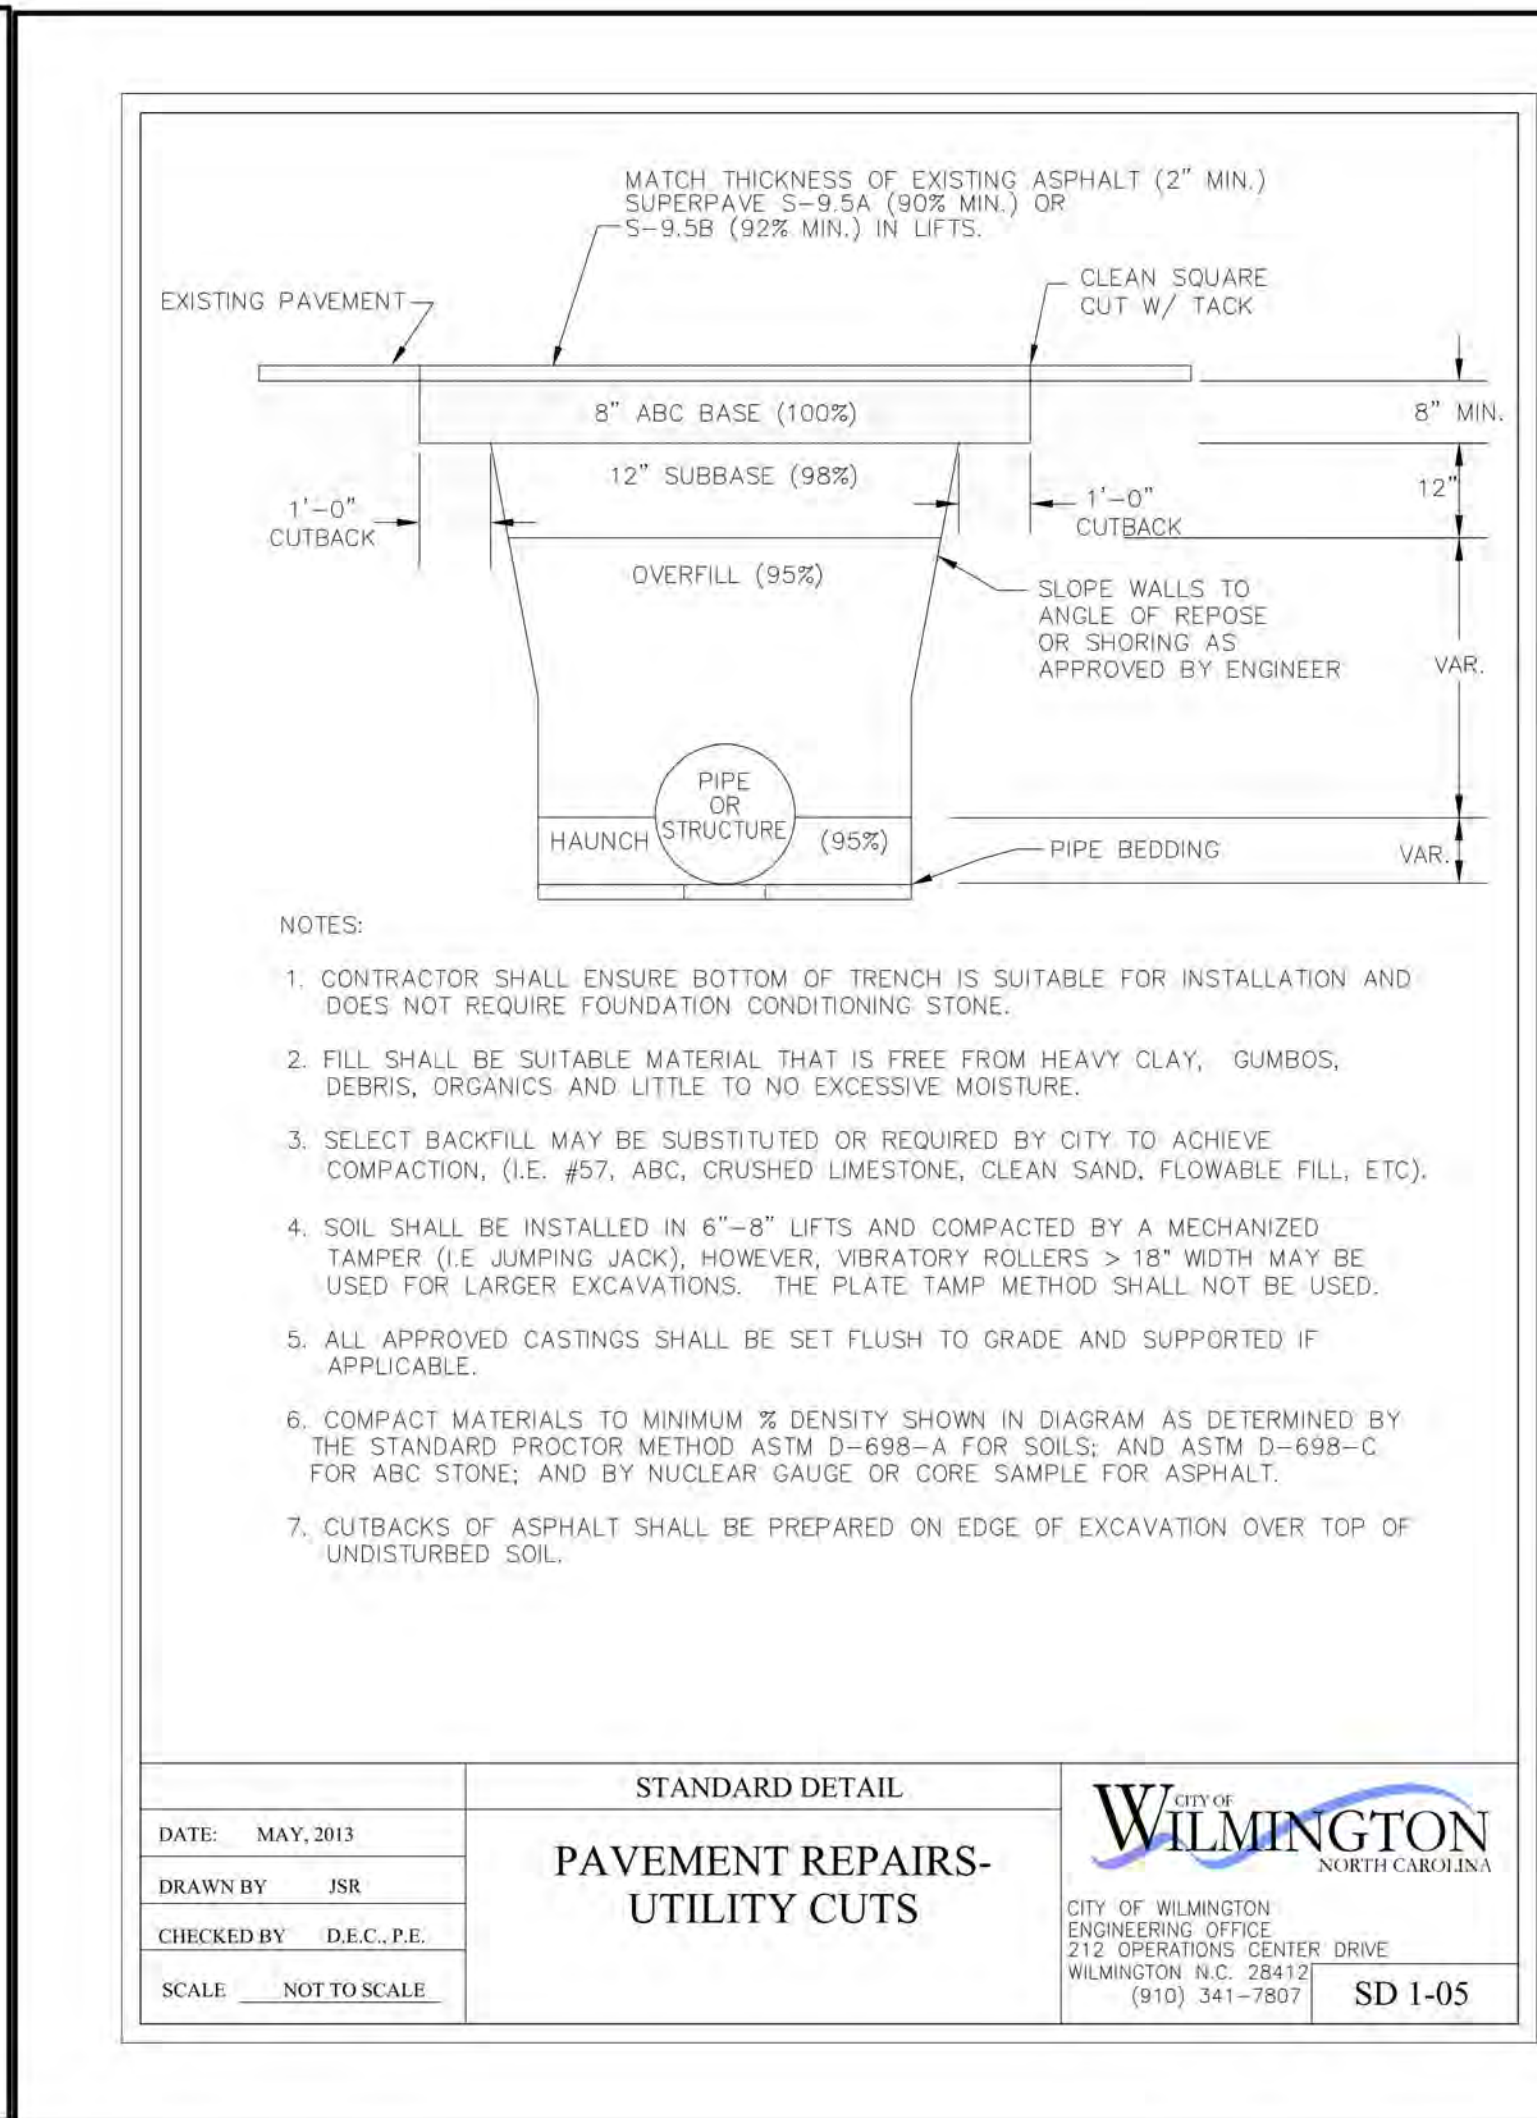 MATCH THICKNESS OF EXISTING ASPHALT (2" MIN.)
SUPERPAVE S-9.5A (90% MIN.) OR
S-9.5B (92% MIN.) IN LIFTS.
EXISTING PAVEMENT
CLEAN SQUARE
CUT W/ TACK
8" ABC BASE (100%)
8" MIN.
12" SUBBASE (98%)
12"
1'-0"
CUTBACK
1'-0"
CUTBACK
OVERFILL (95%)
SLOPE WALLS TO
ANGLE OF REPOSE
OR SHORING AS
APPROVED BY ENGINEER
VAR.
PIPE
OR
STRUCTURE
HAUNCH
(95%)
PIPE BEDDING
VAR.
NOTES:
1. CONTRACTOR SHALL ENSURE BOTTOM OF TRENCH IS SUITABLE FOR INSTALLATION AND
DOES NOT REQUIRE FOUNDATION CONDITIONING STONE.
2. FILL SHALL BE SUITABLE MATERIAL THAT IS FREE FROM HEAVY CLAY, GUMBOS,
DEBRIS, ORGANICS AND LITTLE TO NO EXCESSIVE MOISTURE.
3. SELECT BACKFILL MAY BE SUBSTITUTED OR REQUIRED BY CITY TO ACHIEVE
COMPACTION, (I.E. #57, ABC, CRUSHED LIMESTONE, CLEAN SAND, FLOWABLE FILL, ETC).
4. SOIL SHALL BE INSTALLED IN 6"-8" LIFTS AND COMPACTED BY A MECHANIZED
TAMPER (I.E JUMPING JACK), HOWEVER, VIBRATORY ROLLERS > 18" WIDTH MAY BE
USED FOR LARGER EXCAVATIONS. THE PLATE TAMP METHOD SHALL NOT BE USED.
5. ALL APPROVED CASTINGS SHALL BE SET FLUSH TO GRADE AND SUPPORTED IF
APPLICABLE.
6. COMPACT MATERIALS TO MINIMUM % DENSITY SHOWN IN DIAGRAM AS DETERMINED BY
THE STANDARD PROCTOR METHOD ASTM D-698-A FOR SOILS; AND ASTM D-698-C
FOR ABC STONE; AND BY NUCLEAR GAUGE OR CORE SAMPLE FOR ASPHALT.
7. CUTBACKS OF ASPHALT SHALL BE PREPARED ON EDGE OF EXCAVATION OVER TOP OF
UNDISTURBED SOIL.
DATE: MAY, 2013
DRAWN BY JSR
CHECKED BY D.E.C., P.E.
SCALE NOT TO SCALE
STANDARD DETAIL
PAVEMENT REPAIRS-
UTILITY CUTS
CITY OF
WILMINGTON
NORTH CAROLINA
CITY OF WILMINGTON
ENGINEERING OFFICE
212 OPERATIONS CENTER DRIVE
WILMINGTON N.C. 28412
(910) 341-7807
SD 1-05